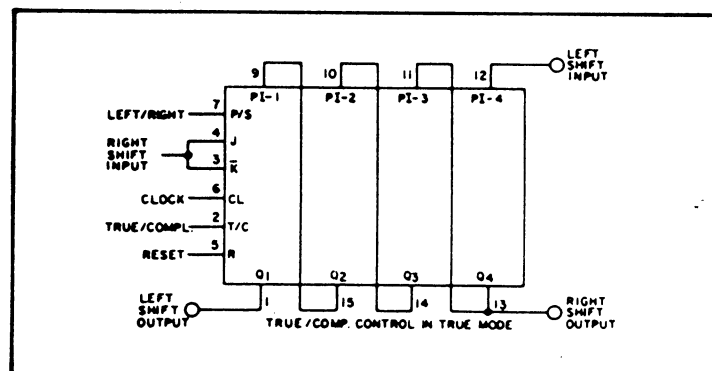 LEFT
SHIFT
INPUT
9
10
11
12
PI-1
PI-2
PI-3
PI-4
LEFT/RIGHT
7
P/S
RIGHT
SHIFT
INPUT
4
J
3
K̅
CLOCK
6
CL
TRUE/COMPL.
2
T/C
RESET
5
R
Q1
Q2
Q3
Q4
LEFT
SHIFT
OUTPUT
1
15
14
13
RIGHT
SHIFT
OUTPUT
TRUE/COMP. CONTROL IN TRUE MODE